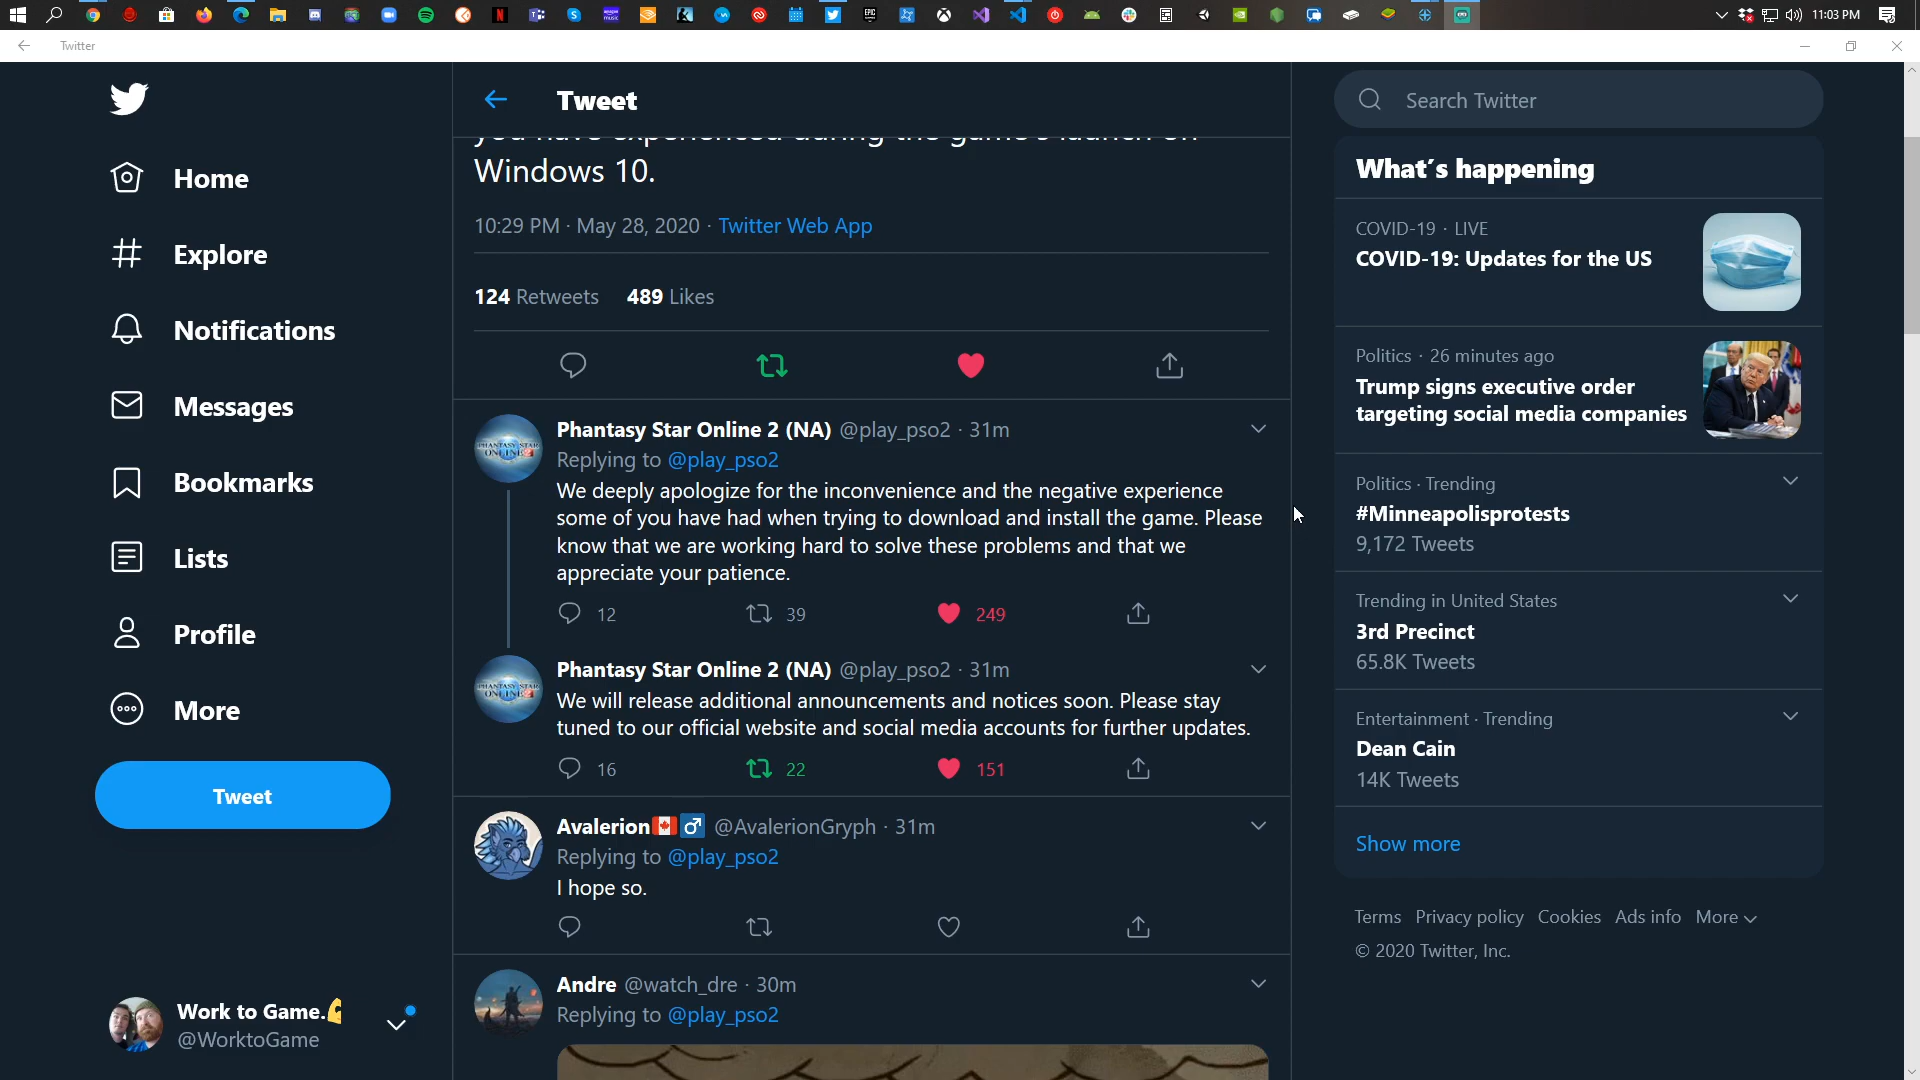 11:03 PM
Twitter
Home
Explore
Notifications
Messages
Bookmarks
Lists
Profile
More
Tweet
Work to Game.💪
@WorktoGame
Tweet
you have experienced during the game's launch on
Windows 10.
10:29 PM · May 28, 2020 · Twitter Web App
124 Retweets 489 Likes
Phantasy Star Online 2 (NA) @play_pso2 · 31m
Replying to @play_pso2
We deeply apologize for the inconvenience and the negative experience
some of you have had when trying to download and install the game. Please
know that we are working hard to solve these problems and that we
appreciate your patience.
12 39 249
Phantasy Star Online 2 (NA) @play_pso2 · 31m
We will release additional announcements and notices soon. Please stay
tuned to our official website and social media accounts for further updates.
16 22 151
Avalerion🇨🇦♂️ @AvalerionGryph · 31m
Replying to @play_pso2
I hope so.
Andre @watch_dre · 30m
Replying to @play_pso2
Search Twitter
What's happening
COVID-19 · LIVE
COVID-19: Updates for the US
Politics · 26 minutes ago
Trump signs executive order
targeting social media companies
Politics · Trending
#Minneapolisprotests
9,172 Tweets
Trending in United States
3rd Precinct
65.8K Tweets
Entertainment · Trending
Dean Cain
14K Tweets
Show more
Terms Privacy policy Cookies Ads info More
© 2020 Twitter, Inc.